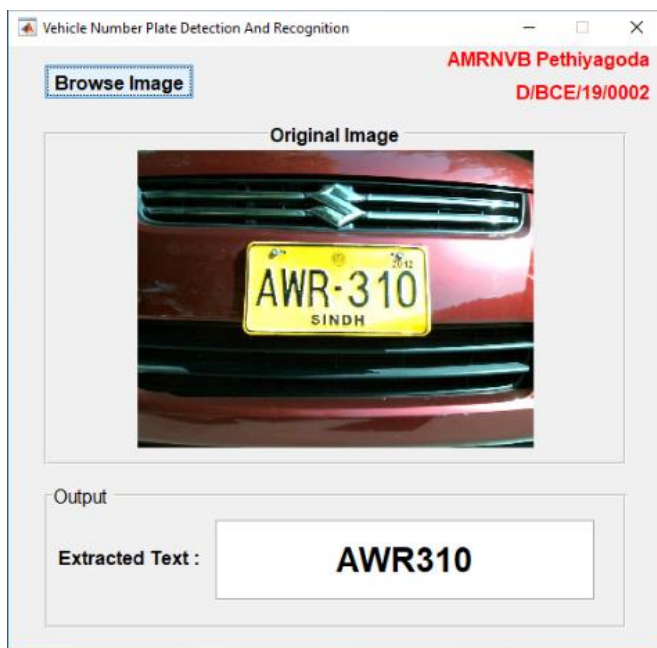 Vehicle Number Plate Detection And Recognition
AMRNVB Pethiyagoda
Browse Image
D/BCE/19/0002
Original Image
2012
AWR-310
SINDH
Output
Extracted Text :
AWR310